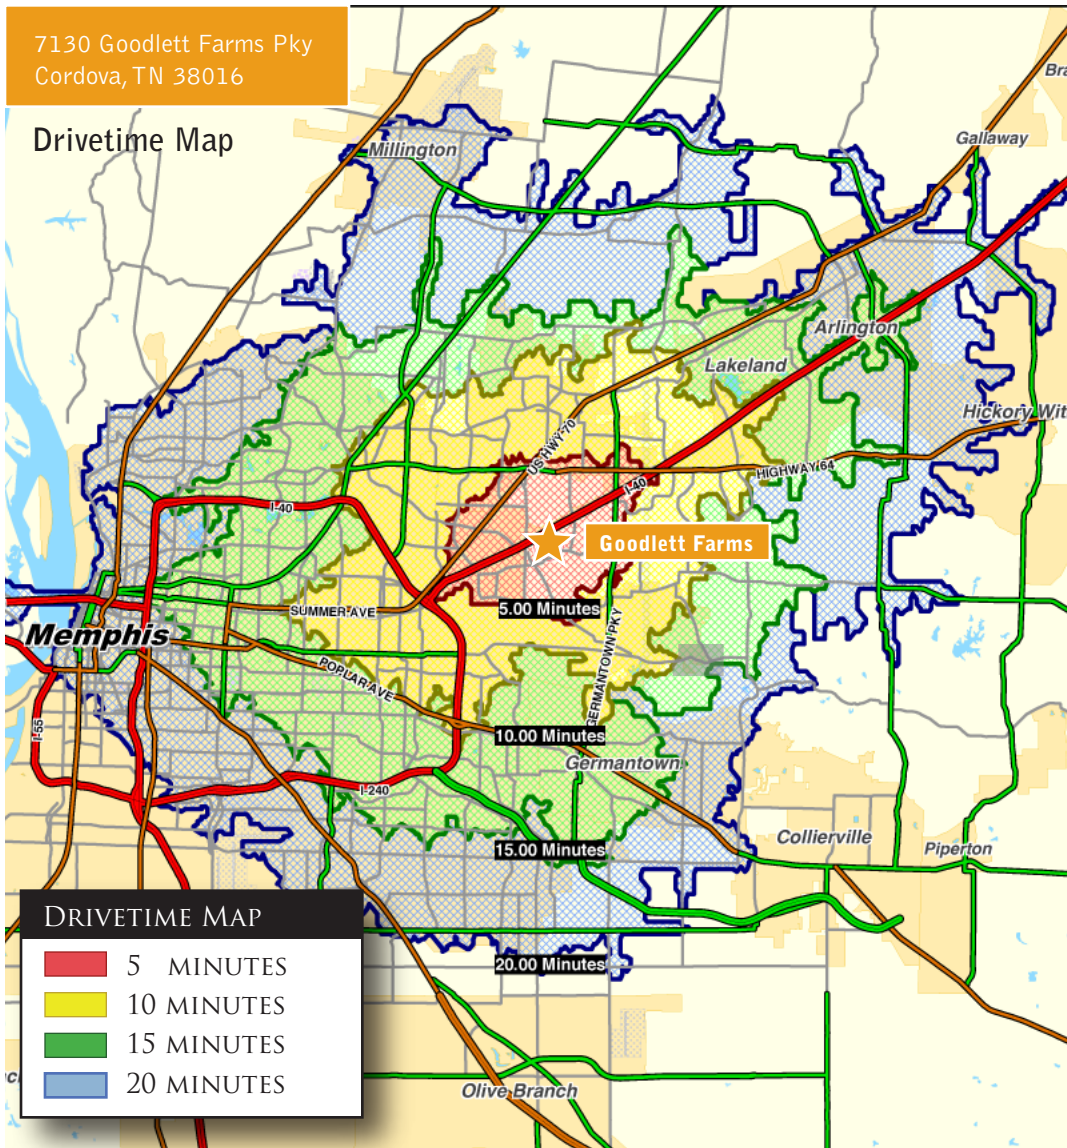 7130 Goodlett Farms Pky
Cordova, TN 38016
Drivetime Map
Bra
Gallaway
Millington
Arlington
Lakeland
Hickory Wit
US HWY 70
HIGHWAY 64
I-40
I-40
Goodlett Farms
5.00 Minutes
SUMMER AVE
Memphis
GERMANTOWN PKY
POPLAR AVE
I-55
10.00 Minutes
Germantown
I-240
Collierville
15.00 Minutes
Piperton
20.00 Minutes
Olive Branch
DRIVETIME MAP
5 MINUTES
10 MINUTES
15 MINUTES
20 MINUTES